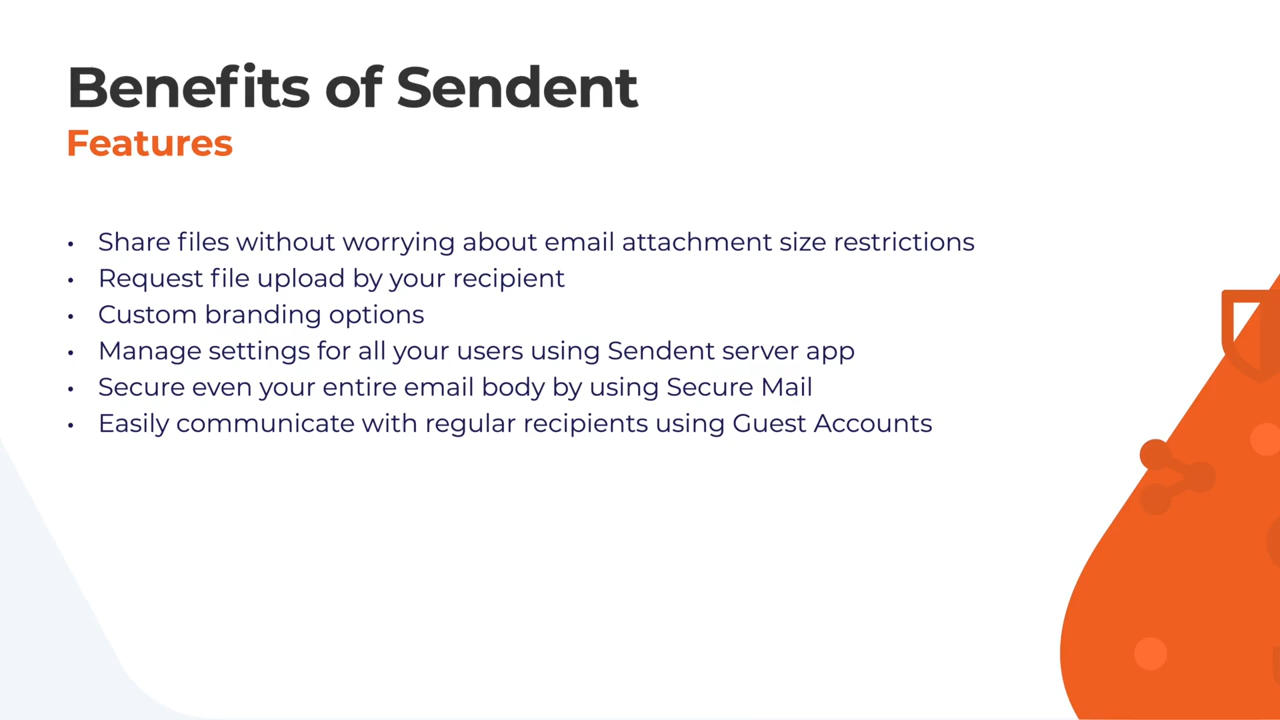 Benefits of Sendent
Features
• Share files without worrying about email attachment size restrictions
• Request file upload by your recipient
• Custom branding options
• Manage settings for all your users using Sendent server app
• Secure even your entire email body by using Secure Mail
• Easily communicate with regular recipients using Guest Accounts